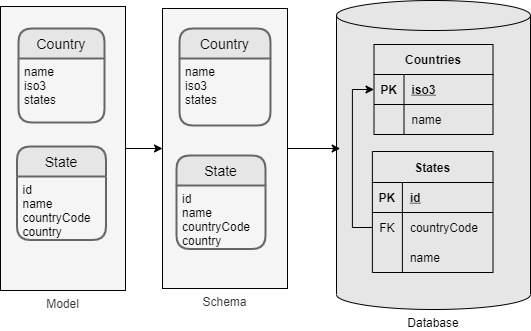 Country
name
iso3
states
State
id
name
countryCode
country
Model
Country
name
iso3
states
State
id
name
countryCode
country
Schema
Countries
PK iso3
name
States
PK id
FK countryCode
name
Database